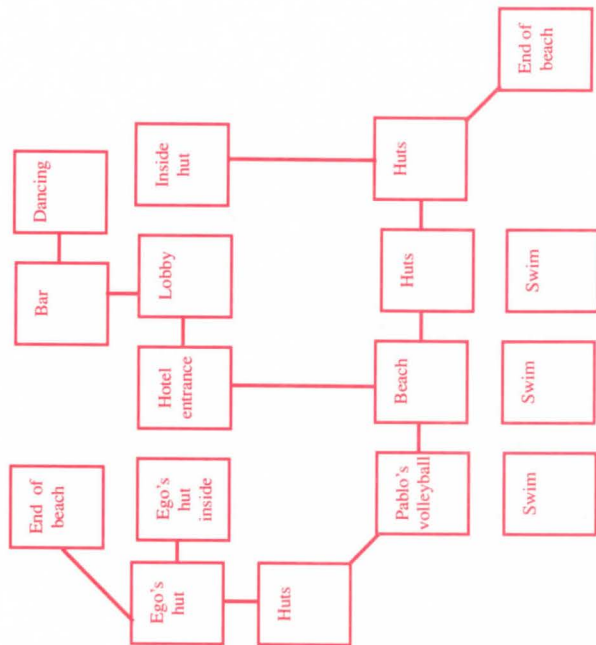 End of
beach
Bar
Dancing
Ego's
hut
Ego's
hut
inside
Hotel
entrance
Lobby
Inside
hut
Huts
Pablo's
volleyball
Beach
Huts
Huts
Swim
Swim
Swim
End of
beach